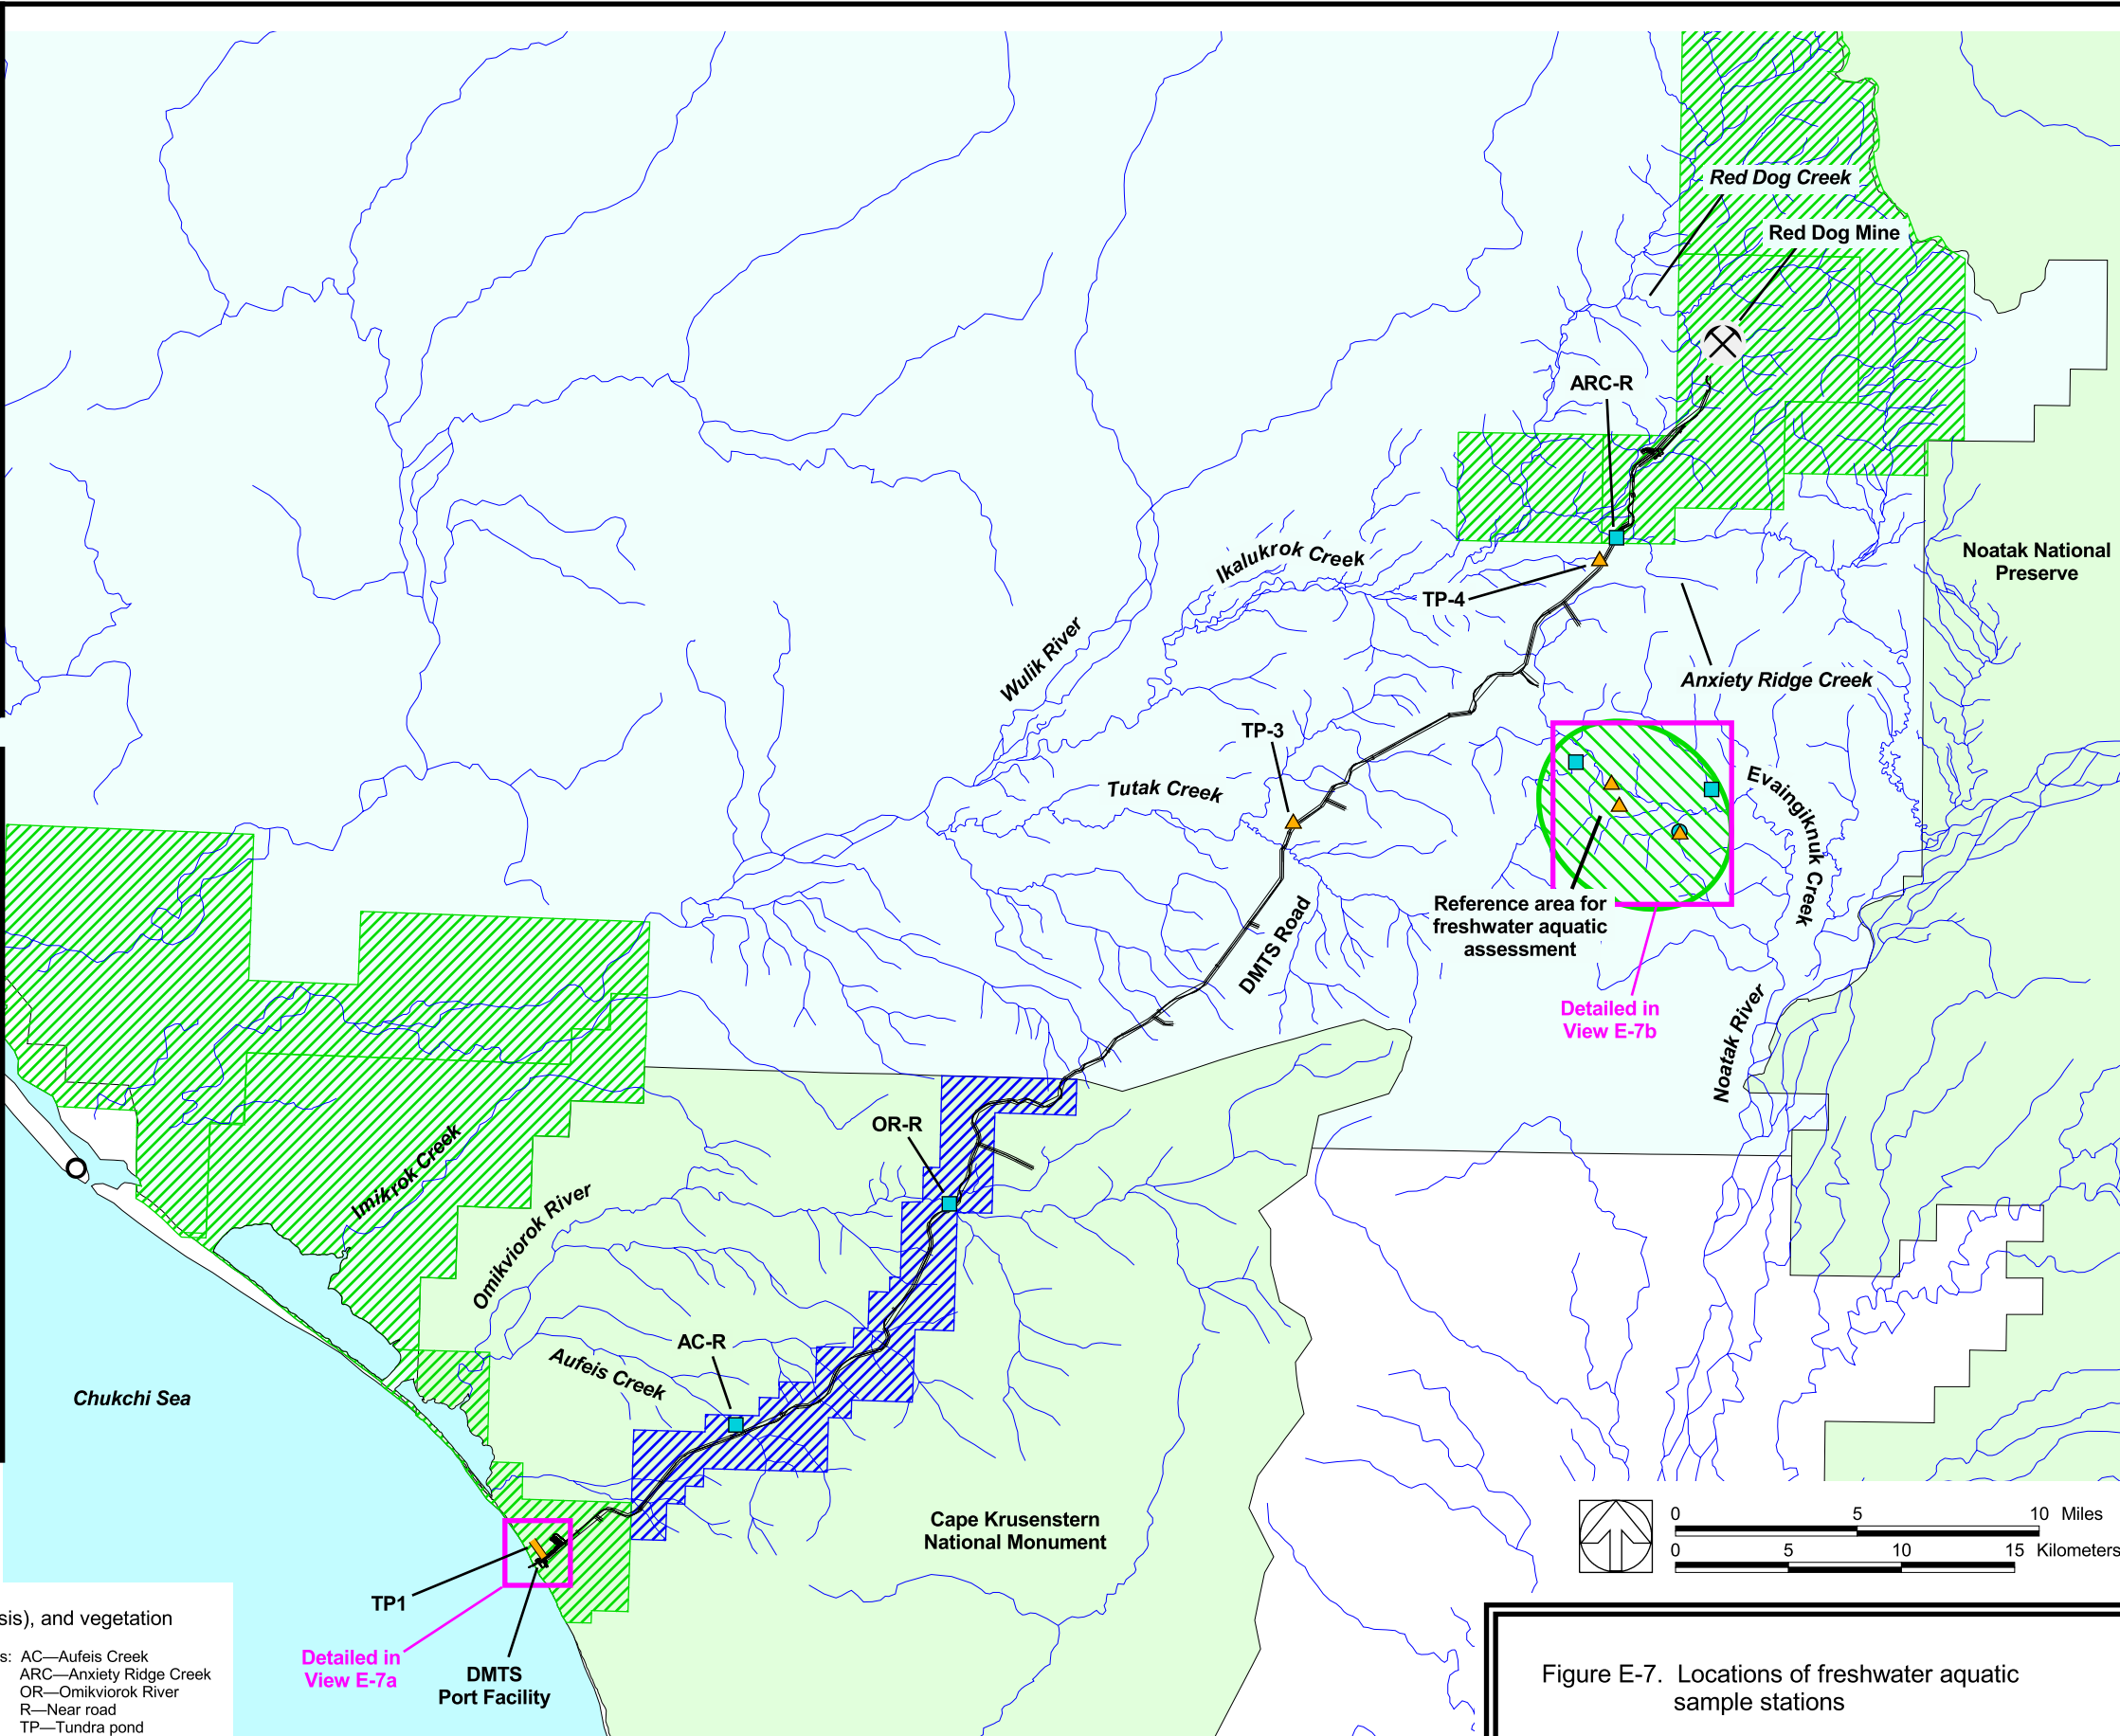 Red Dog Creek
Red Dog Mine
ARC-R
Noatak National
Preserve
Ikalukrok Creek
TP-4
Wulik River
Anxiety Ridge Creek
TP-3
Tutak Creek
Evaingiknuk Creek
Reference area for
freshwater aquatic
assessment
DMTS Road
Detailed in
View E-7b
Noatak River
OR-R
Imikrok Creek
Omikviorok River
AC-R
Aufeis Creek
Chukchi Sea
Cape Krusenstern
National Monument
0 5 10 Miles
0 5 10 15 Kilometers
TP1
Detailed in
View E-7a
DMTS
Port Facility
sis), and vegetation
s: AC—Aufeis Creek
ARC—Anxiety Ridge Creek
OR—Omikviorok River
R—Near road
TP—Tundra pond
Figure E-7. Locations of freshwater aquatic
sample stations